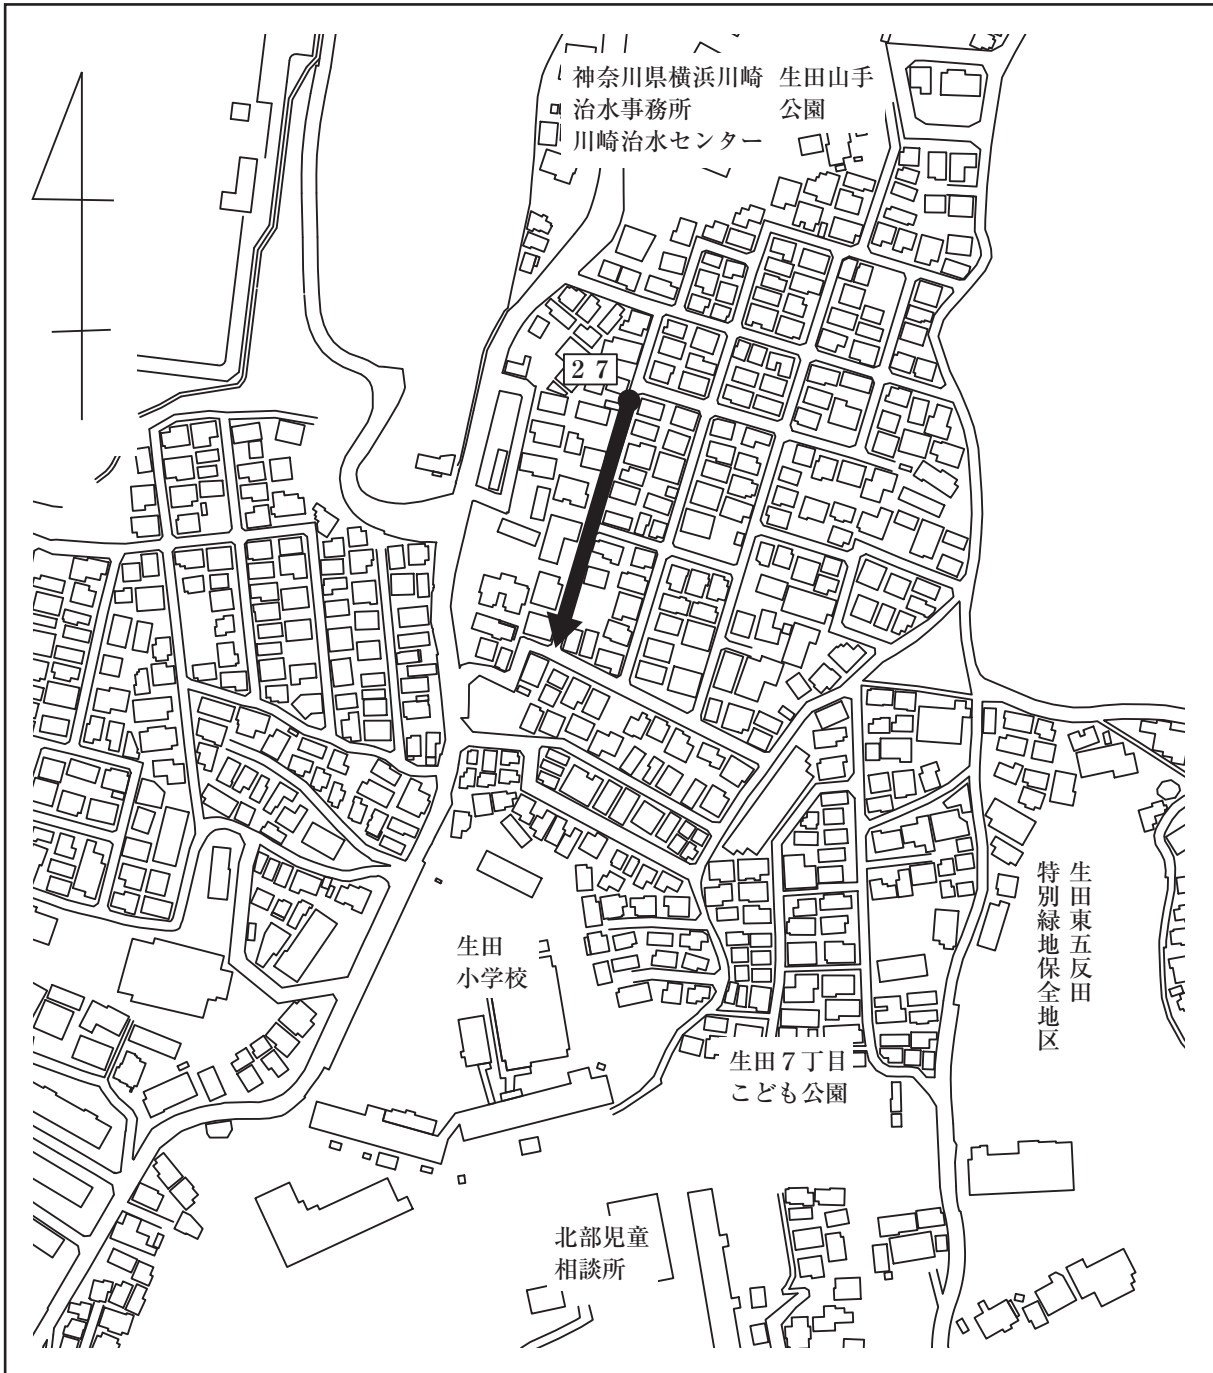 神奈川県横浜川崎
治水事務所
川崎治水センター
生田山手
公園
27
生田東五反田
特別緑地保全地区
生田
小学校
生田7丁目
こども公園
北部児童
相談所